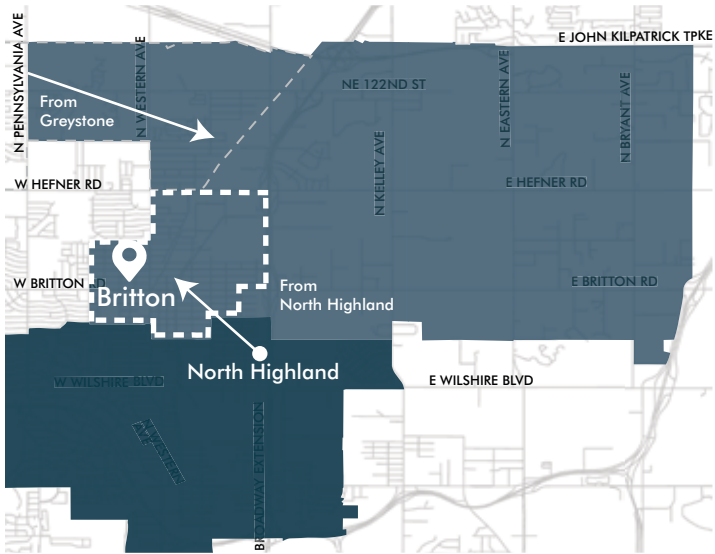 E JOHN KILPATRICK TPKE
N PENNSYLVANIA AVE
N WESTERN AVE
NE 122ND ST
N EASTERN AVE
N BRYANT AVE
From
Greystone
N KELLEY AVE
W HEFNER RD
E HEFNER RD
W BRITTON RD
E BRITTON RD
Britton
From
North Highland
North Highland
W WILSHIRE BLVD
E WILSHIRE BLVD
N WESTERN
AVE
BROADWAY EXTENSION